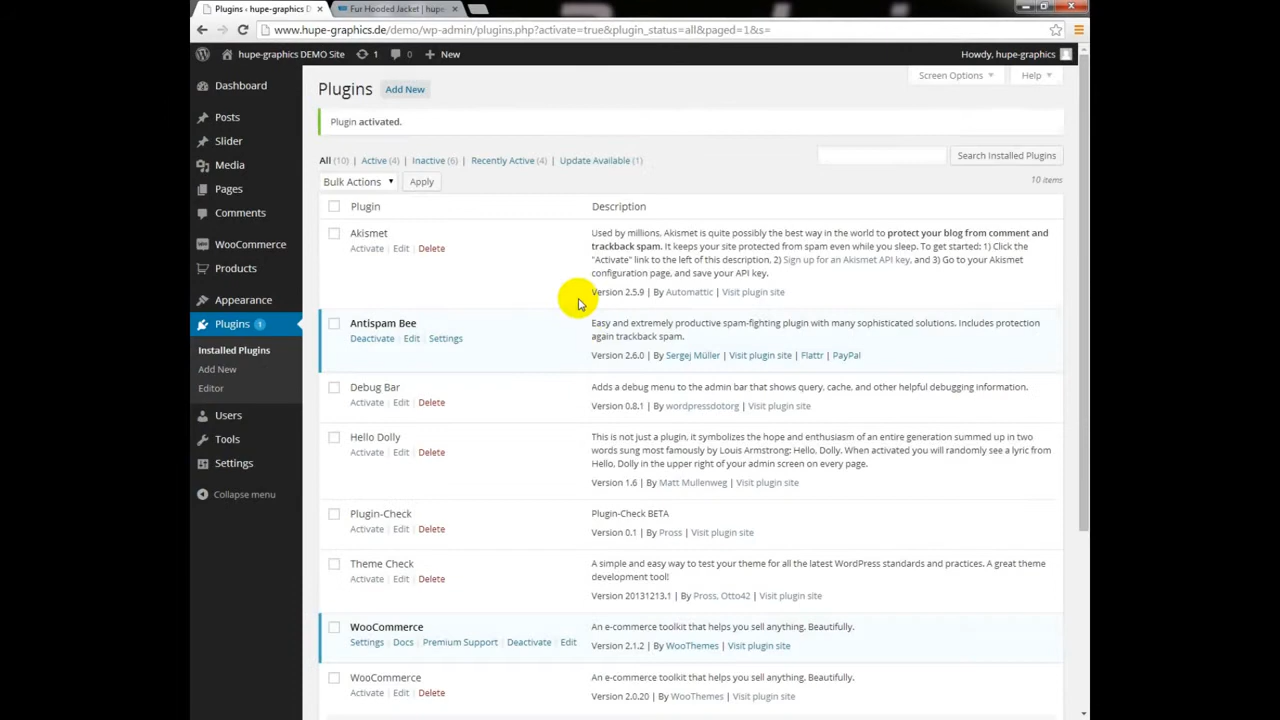 Plugins ‹ hupe-graphics.de ×
Fur Hooded Jacket | hupe ×
www.hupe-graphics.de/demo/wp-admin/plugins.php?activate=true&plugin_status=all&paged=1&s=
hupe-graphics DEMO Site 1 0 New Howdy, hupe-graphics
Screen Options ▼ Help ▼
Plugins Add New
Plugin activated.
All (10) | Active (4) | Inactive (6) | Recently Active (4) | Update Available (1)
Search Installed Plugins
Bulk Actions ▼ Apply
10 items
Dashboard
Posts
Slider
Media
Pages
Comments
WooCommerce
Products
Appearance
Plugins 1
Installed Plugins
Add New
Editor
Users
Tools
Settings
Collapse menu
Plugin Description
Akismet
Activate | Edit | Delete
Used by millions, Akismet is quite possibly the best way in the world to protect your blog from comment and
trackback spam. It keeps your site protected from spam even while you sleep. To get started: 1) Click the
"Activate" link to the left of this description, 2) Sign up for an Akismet API key, and 3) Go to your Akismet
configuration page, and save your API key.
Version 2.5.9 | By Automattic | Visit plugin site
Antispam Bee
Deactivate | Edit | Settings
Easy and extremely productive spam-fighting plugin with many sophisticated solutions. Includes protection
again trackback spam.
Version 2.6.0 | By Sergej Müller | Visit plugin site | Flattr | PayPal
Debug Bar
Activate | Edit | Delete
Adds a debug menu to the admin bar that shows query, cache, and other helpful debugging information.
Version 0.8.1 | By wordpressdotorg | Visit plugin site
Hello Dolly
Activate | Edit | Delete
This is not just a plugin, it symbolizes the hope and enthusiasm of an entire generation summed up in two
words sung most famously by Louis Armstrong: Hello, Dolly. When activated you will randomly see a lyric from
Hello, Dolly in the upper right of your admin screen on every page.
Version 1.6 | By Matt Mullenweg | Visit plugin site
Plugin-Check
Activate | Edit | Delete
Plugin-Check BETA
Version 0.1 | By Pross | Visit plugin site
Theme Check
Activate | Edit | Delete
A simple and easy way to test your theme for all the latest WordPress standards and practices. A great theme
development tool!
Version 20131213.1 | By Pross, Otto42 | Visit plugin site
WooCommerce
Settings | Docs | Premium Support | Deactivate | Edit
An e-commerce toolkit that helps you sell anything. Beautifully.
Version 2.1.2 | By WooThemes | Visit plugin site
WooCommerce
Activate | Edit | Delete
An e-commerce toolkit that helps you sell anything. Beautifully.
Version 2.0.20 | By WooThemes | Visit plugin site